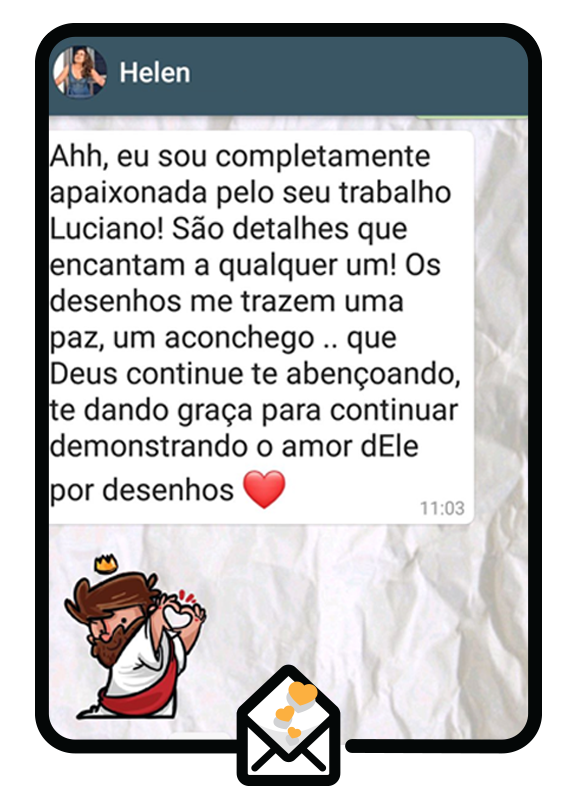 Helen
Ahh, eu sou completamente
apaixonada pelo seu trabalho
Luciano! São detalhes que
encantam a qualquer um! Os
desenhos me trazem uma
paz, um aconchego .. que
Deus continue te abençoando,
te dando graça para continuar
demonstrando o amor dEle
por desenhos ❤️
11:03